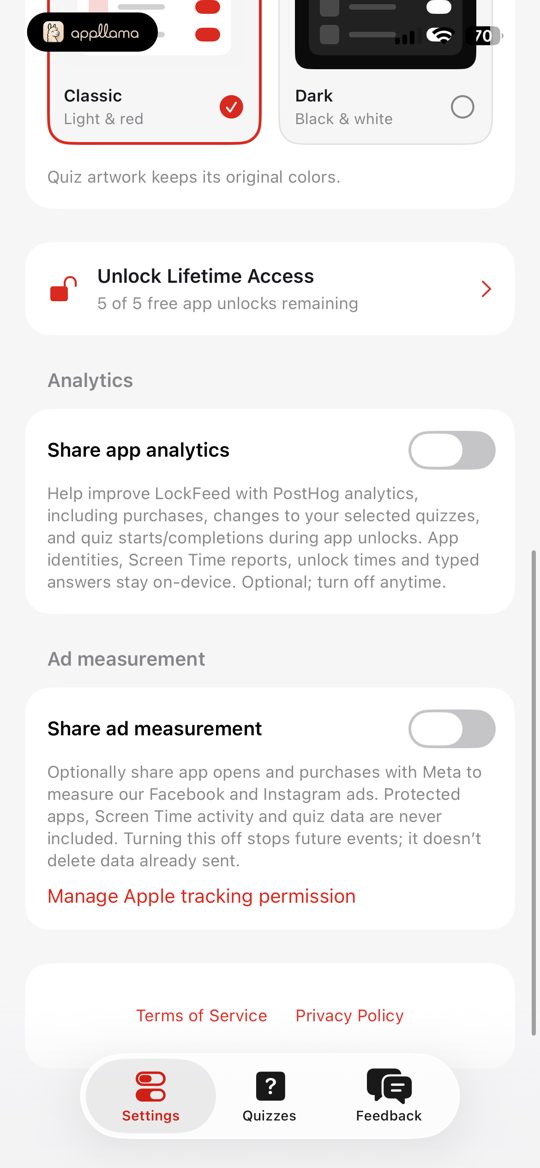 appllama
70
Classic
Light & red
Dark
Black & white
Quiz artwork keeps its original colors.
Unlock Lifetime Access
5 of 5 free app unlocks remaining
Analytics
Share app analytics
Help improve LockFeed with PostHog analytics,
including purchases, changes to your selected quizzes,
and quiz starts/completions during app unlocks. App
identities, Screen Time reports, unlock times and typed
answers stay on-device. Optional; turn off anytime.
Ad measurement
Share ad measurement
Optionally share app opens and purchases with Meta to
measure our Facebook and Instagram ads. Protected
apps, Screen Time activity and quiz data are never
included. Turning this off stops future events; it doesn’t
delete data already sent.
Manage Apple tracking permission
Terms of Service
Privacy Policy
?
Settings
Quizzes
Feedback